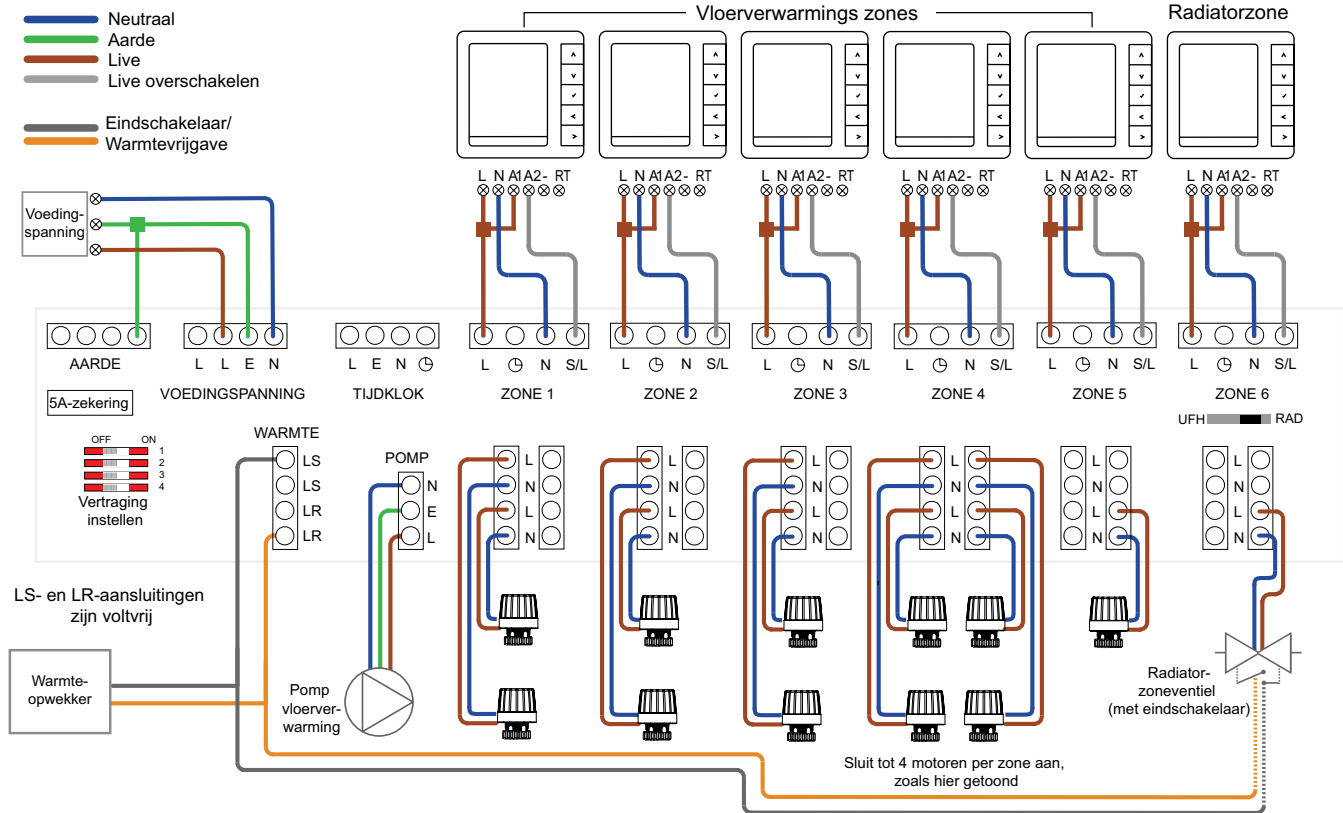 Neutraal
Aarde
Live
Live overschakelen
Eindschakelaar/
Warmtevrijgave
Vloerverwarmings zones
Radiatorzone
L N A1 A2 - RT
L N A1 A2 - RT
L N A1 A2 - RT
L N A1 A2 - RT
L N A1 A2 - RT
L N A1 A2 - RT
Voeding-
spanning
AARDE
L L E N
VOEDINGSPANNING
L E N
TIJDKLOK
L N S/L
ZONE 1
L N S/L
ZONE 2
L N S/L
ZONE 3
L N S/L
ZONE 4
L N S/L
ZONE 5
L N S/L
ZONE 6
UFH RAD
5A-zekering
OFF ON
1
2
3
4
Vertraging
instellen
WARMTE
LS
LS
LR
LR
POMP
N
E
L
L
N
L
N
L
N
L
N
L
N
L
N
L
N
L
N
L
N
L
N
L
N
L
N
LS- en LR-aansluitingen
zijn voltvrij
Warmte-
opwekker
Pomp
vloerver-
warming
Radiator-
zoneventiel
(met eindschakelaar)
Sluit tot 4 motoren per zone aan,
zoals hier getoond